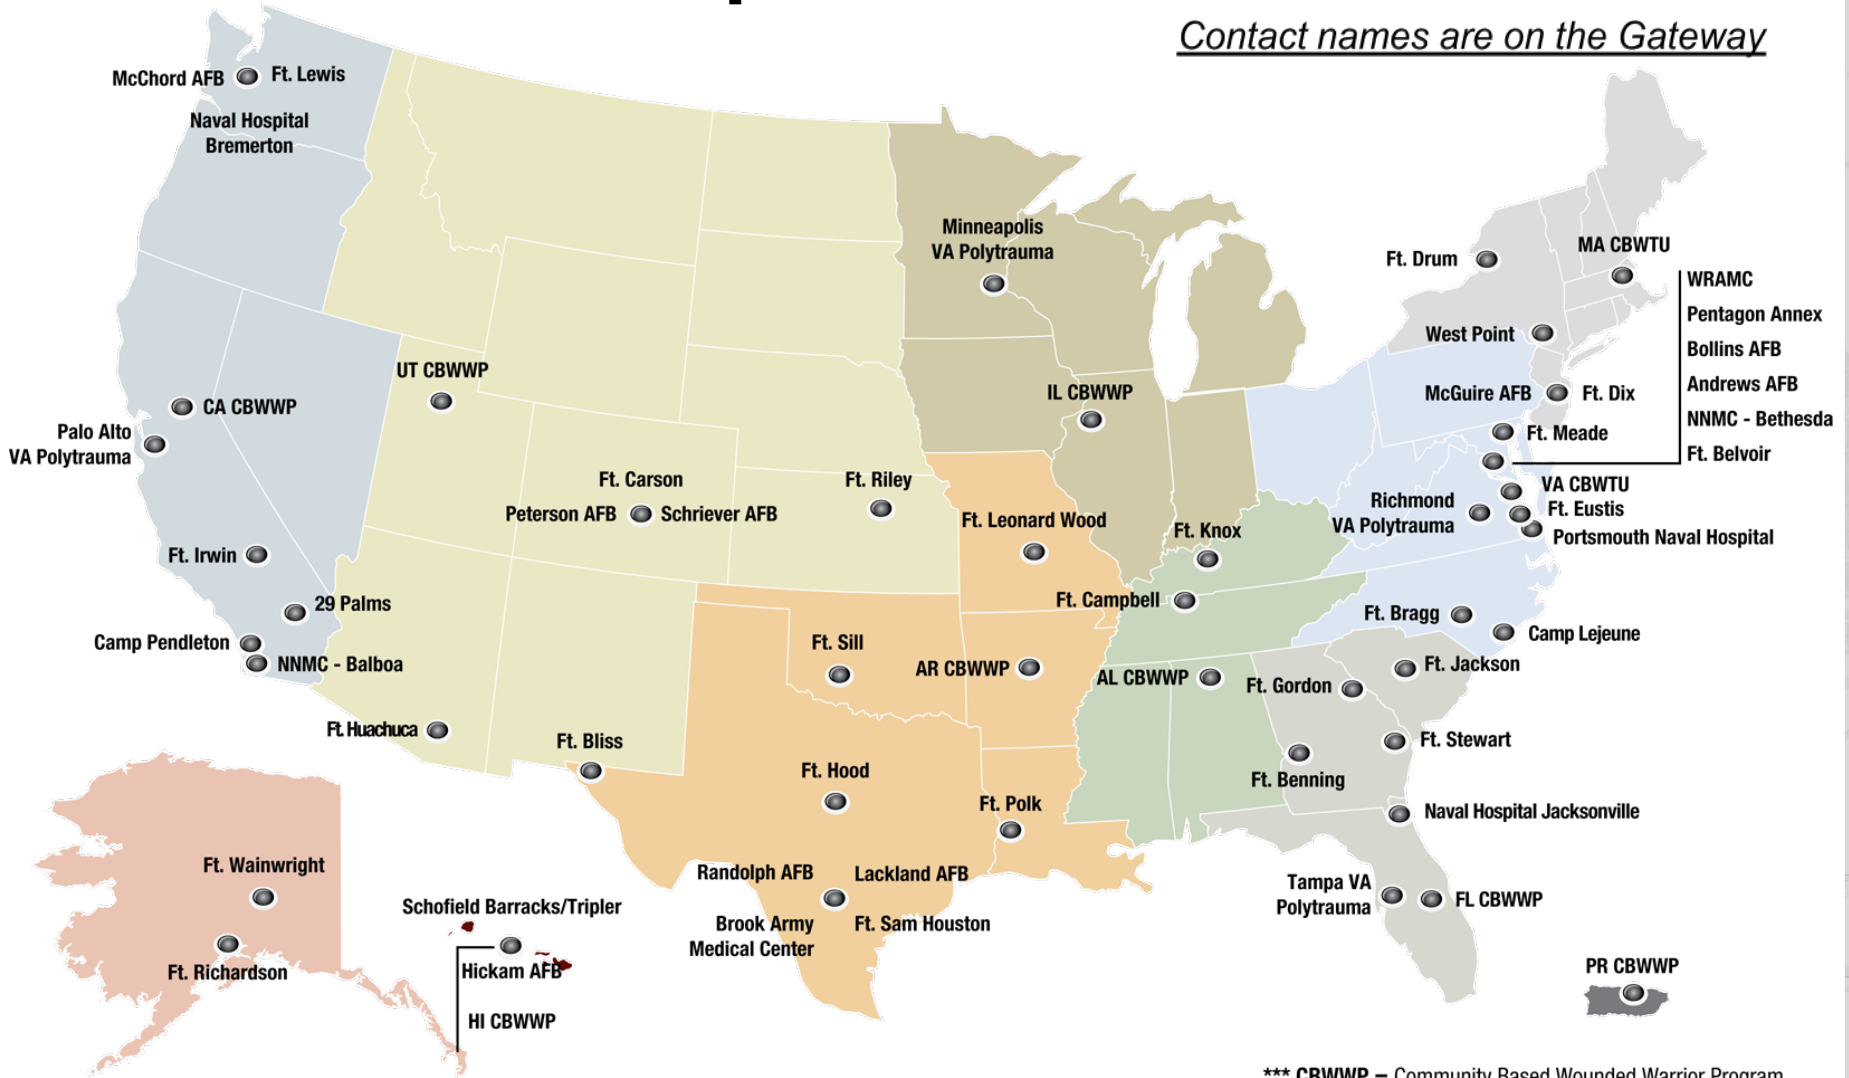 Contact names are on the Gateway
McChord AFB
Ft. Lewis
Naval Hospital
Bremerton
Minneapolis
VA Polytrauma
Ft. Drum
MA CBWTU
WRAMC
Pentagon Annex
Bollins AFB
Andrews AFB
NNMC - Bethesda
Ft. Belvoir
West Point
McGuire AFB
Ft. Dix
Ft. Meade
UT CBWWP
IL CBWWP
CA CBWWP
Palo Alto
VA Polytrauma
Ft. Carson
Peterson AFB
Schriever AFB
Ft. Riley
Ft. Leonard Wood
Ft. Knox
Richmond
VA Polytrauma
VA CBWTU
Ft. Eustis
Portsmouth Naval Hospital
Ft. Irwin
29 Palms
Camp Pendleton
NNMC - Balboa
Ft. Campbell
Ft. Bragg
Camp Lejeune
Ft. Sill
AR CBWWP
AL CBWWP
Ft. Gordon
Ft. Jackson
Ft. Huachuca
Ft. Bliss
Ft. Hood
Ft. Polk
Ft. Benning
Ft. Stewart
Naval Hospital Jacksonville
Randolph AFB
Lackland AFB
Brook Army
Medical Center
Ft. Sam Houston
Tampa VA
Polytrauma
FL CBWWP
Ft. Wainwright
Ft. Richardson
Schofield Barracks/Tripler
Hickam AFB
HI CBWWP
PR CBWWP
*** CBWWP – Community Based Wounded Warrior Program